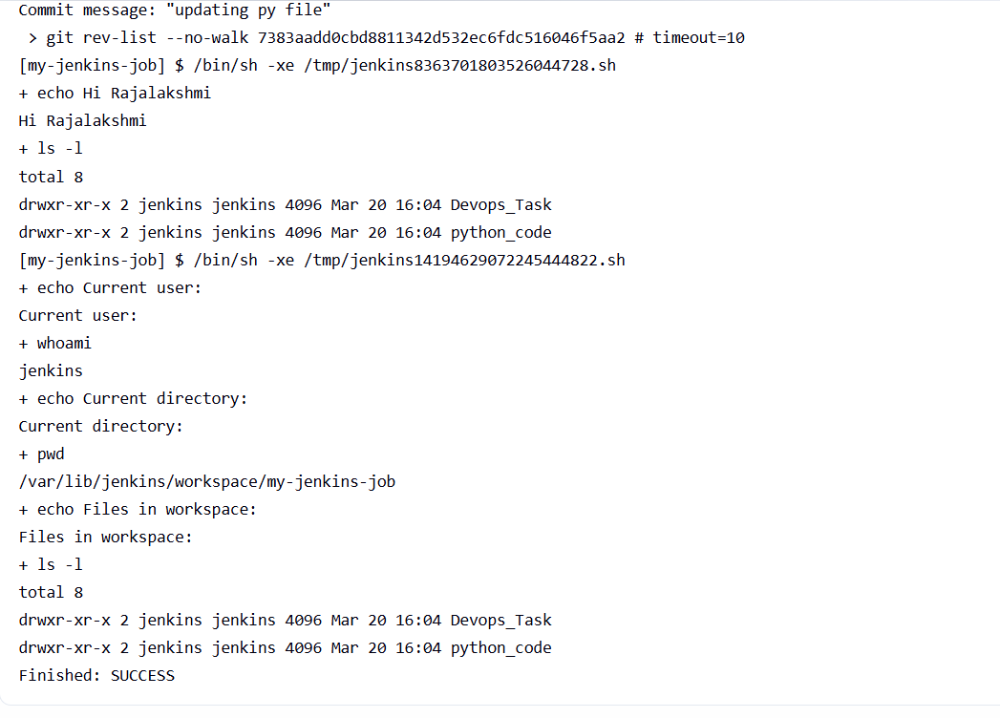 Commit message: "updating py file"
 > git rev-list --no-walk 7383aadd0cbd8811342d532ec6fdc516046f5aa2 # timeout=10
[my-jenkins-job] $ /bin/sh -xe /tmp/jenkins8363701803526044728.sh
+ echo Hi Rajalakshmi
Hi Rajalakshmi
+ ls -l
total 8
drwxr-xr-x 2 jenkins jenkins 4096 Mar 20 16:04 Devops_Task
drwxr-xr-x 2 jenkins jenkins 4096 Mar 20 16:04 python_code
[my-jenkins-job] $ /bin/sh -xe /tmp/jenkins14194629072245444822.sh
+ echo Current user:
Current user:
+ whoami
jenkins
+ echo Current directory:
Current directory:
+ pwd
/var/lib/jenkins/workspace/my-jenkins-job
+ echo Files in workspace:
Files in workspace:
+ ls -l
total 8
drwxr-xr-x 2 jenkins jenkins 4096 Mar 20 16:04 Devops_Task
drwxr-xr-x 2 jenkins jenkins 4096 Mar 20 16:04 python_code
Finished: SUCCESS